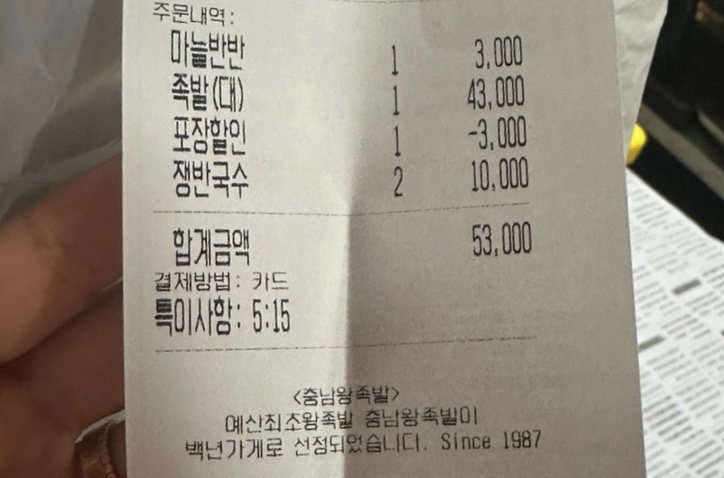 주문내역:
마늘반반 1 3,000
족발(대) 1 43,000
포장할인 1 -3,000
쟁반국수 2 10,000
합계금액 53,000
결제방법: 카드
특이사항: 5:15
<충남왕족발>
예산최초왕족발 충남왕족발이
백년가게로 선정되었습니다. Since 1987